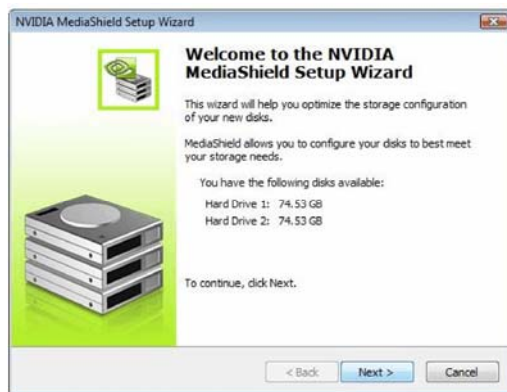 NVIDIA MediaShield Setup Wizard
Welcome to the NVIDIA
MediaShield Setup Wizard
This wizard will help you optimize the storage configuration
of your new disks.
MediaShield allows you to configure your disks to best meet
your storage needs.
You have the following disks available:
Hard Drive 1: 74.53 GB
Hard Drive 2: 74.53 GB
To continue, click Next.
< Back Next > Cancel